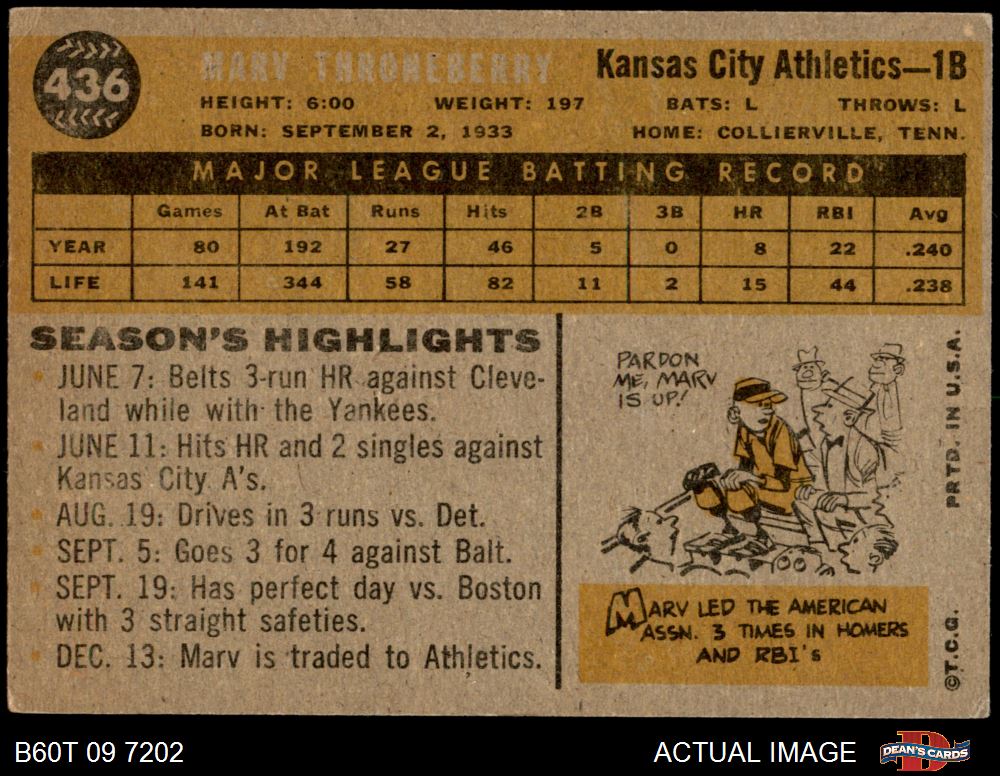 436
MARV THRONEBERRY
Kansas City Athletics—1B
HEIGHT: 6:00 WEIGHT: 197 BATS: L THROWS: L
BORN: SEPTEMBER 2, 1933 HOME: COLLIERVILLE, TENN.
MAJOR LEAGUE BATTING RECORD
Games At Bat Runs Hits 2B 3B HR RBI Avg
YEAR 80 192 27 46 5 0 8 22 .240
LIFE 141 344 58 82 11 2 15 44 .238
SEASON'S HIGHLIGHTS
JUNE 7: Belts 3-run HR against Cleve-
land while with the Yankees.
JUNE 11: Hits HR and 2 singles against
Kansas City A's.
AUG. 19: Drives in 3 runs vs. Det.
SEPT. 5: Goes 3 for 4 against Balt.
SEPT. 19: Has perfect day vs. Boston
with 3 straight safeties.
DEC. 13: Marv is traded to Athletics.
PARDON
ME, MARV
IS UP!
MARV LED THE AMERICAN
ASSN. 3 TIMES IN HOMERS
AND RBI's
©T.C.G. PRTD. IN U.S.A.
B60T 09 7202
ACTUAL IMAGE
DEAN'S CARDS